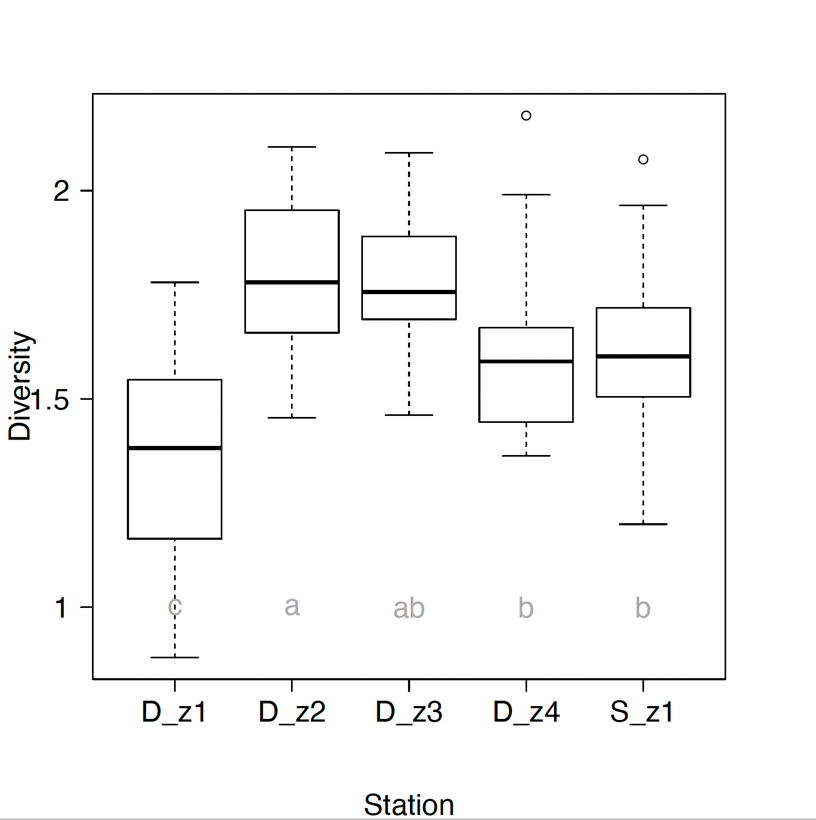 Diversity
2
1.5
1
c a ab b b
D_z1 D_z2 D_z3 D_z4 S_z1
Station